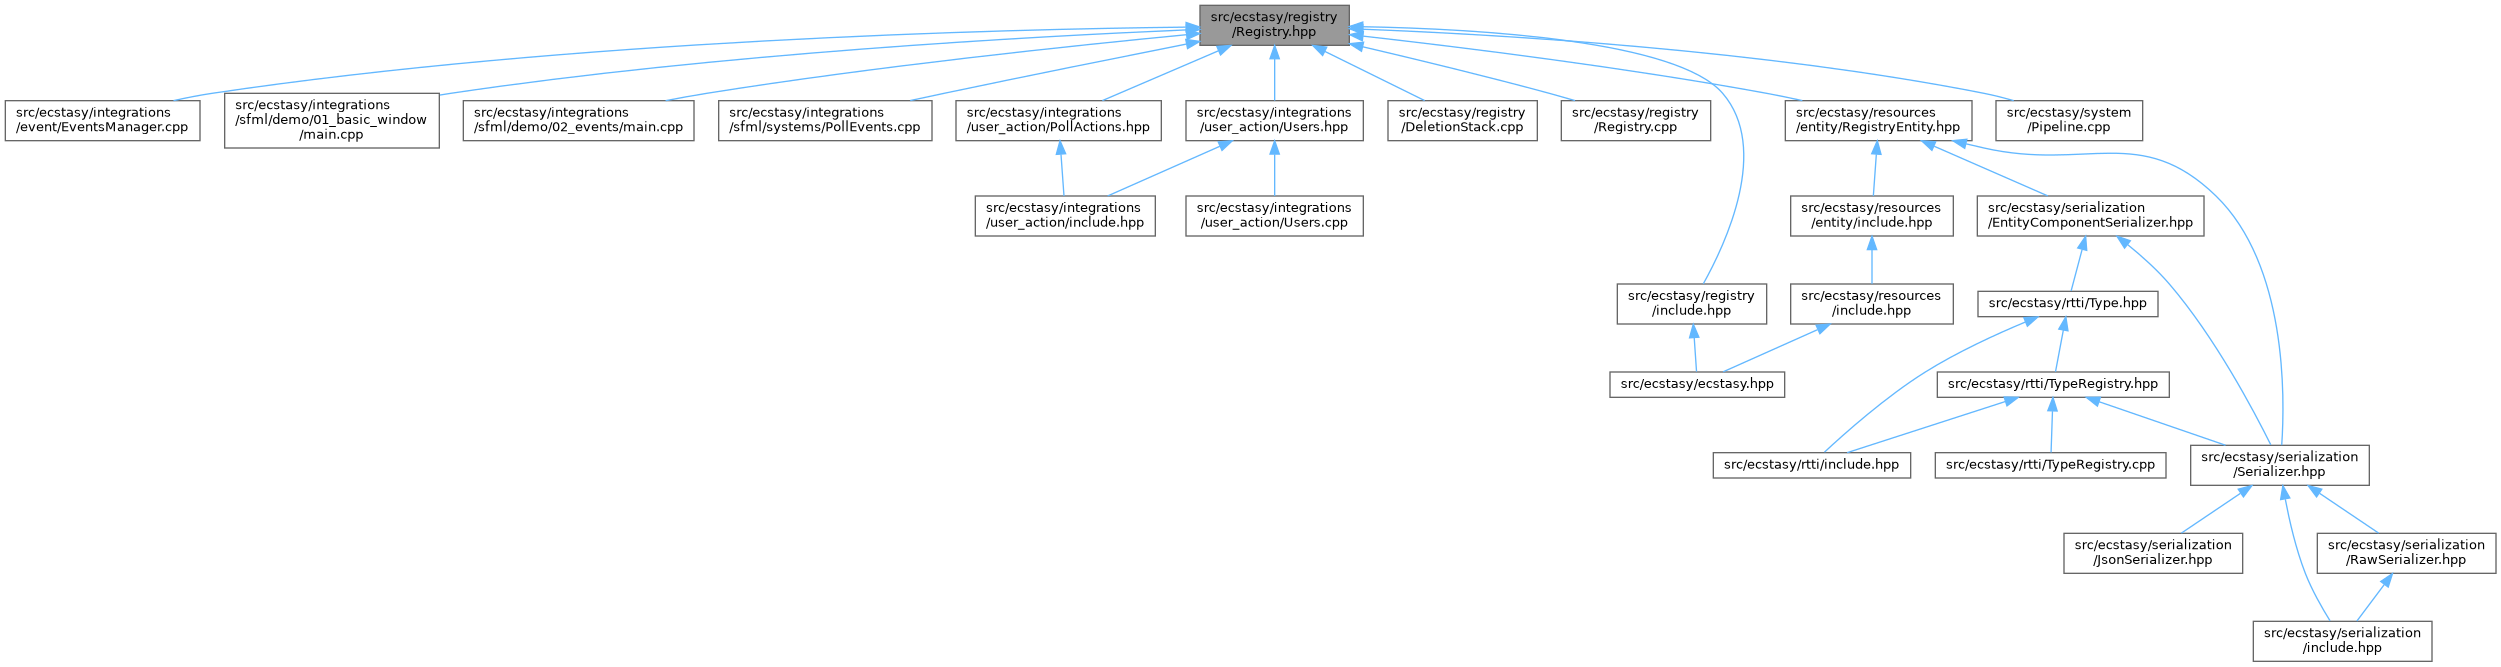 src/ecstasy/registry
/Registry.hpp
src/ecstasy/integrations
/event/EventsManager.cpp
src/ecstasy/integrations
/sfml/demo/01_basic_window
/main.cpp
src/ecstasy/integrations
/sfml/demo/02_events/main.cpp
src/ecstasy/integrations
/sfml/systems/PollEvents.cpp
src/ecstasy/integrations
/user_action/PollActions.hpp
src/ecstasy/integrations
/user_action/Users.hpp
src/ecstasy/registry
/DeletionStack.cpp
src/ecstasy/registry
/Registry.cpp
src/ecstasy/resources
/entity/RegistryEntity.hpp
src/ecstasy/system
/Pipeline.cpp
src/ecstasy/integrations
/user_action/include.hpp
src/ecstasy/integrations
/user_action/Users.cpp
src/ecstasy/resources
/entity/include.hpp
src/ecstasy/serialization
/EntityComponentSerializer.hpp
src/ecstasy/registry
/include.hpp
src/ecstasy/resources
/include.hpp
src/ecstasy/rtti/Type.hpp
src/ecstasy/ecstasy.hpp
src/ecstasy/rtti/TypeRegistry.hpp
src/ecstasy/rtti/include.hpp
src/ecstasy/rtti/TypeRegistry.cpp
src/ecstasy/serialization
/Serializer.hpp
src/ecstasy/serialization
/JsonSerializer.hpp
src/ecstasy/serialization
/RawSerializer.hpp
src/ecstasy/serialization
/include.hpp